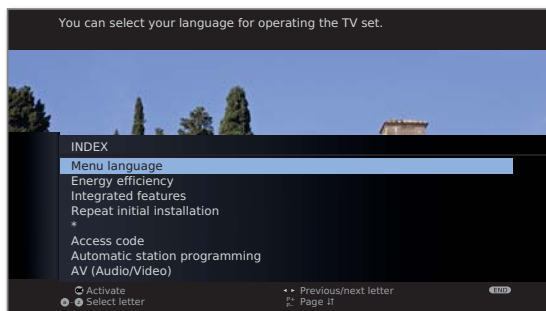 You can select your language for operating the TV set.
INDEX
Menu language
Energy efficiency
Integrated features
Repeat initial installation
*
Access code
Automatic station programming
AV (Audio/Video)
OK Activate
Previous/next letter
END
Select letter
P+ P– Page